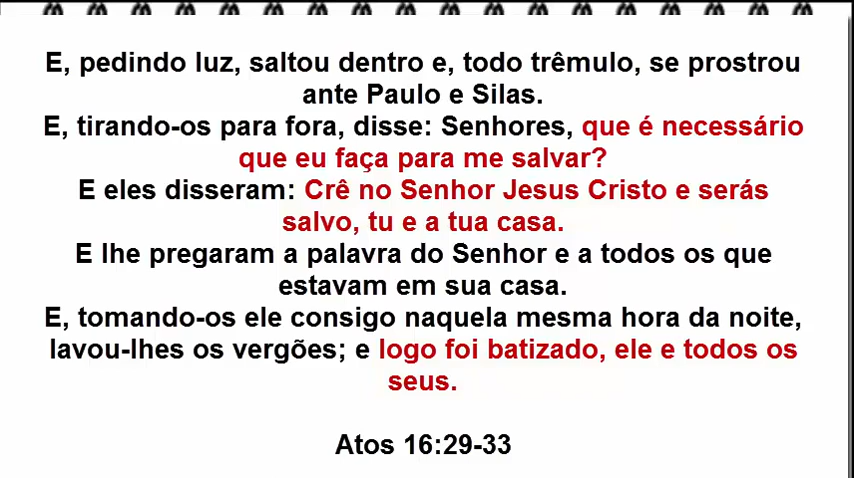 E, pedindo luz, saltou dentro e, todo trêmulo, se prostrou
ante Paulo e Silas.
E, tirando-os para fora, disse: Senhores, que é necessário
que eu faça para me salvar?
E eles disseram: Crê no Senhor Jesus Cristo e serás
salvo, tu e a tua casa.
E lhe pregaram a palavra do Senhor e a todos os que
estavam em sua casa.
E, tomando-os ele consigo naquela mesma hora da noite,
lavou-lhes os vergões; e logo foi batizado, ele e todos os
seus.
Atos 16:29-33